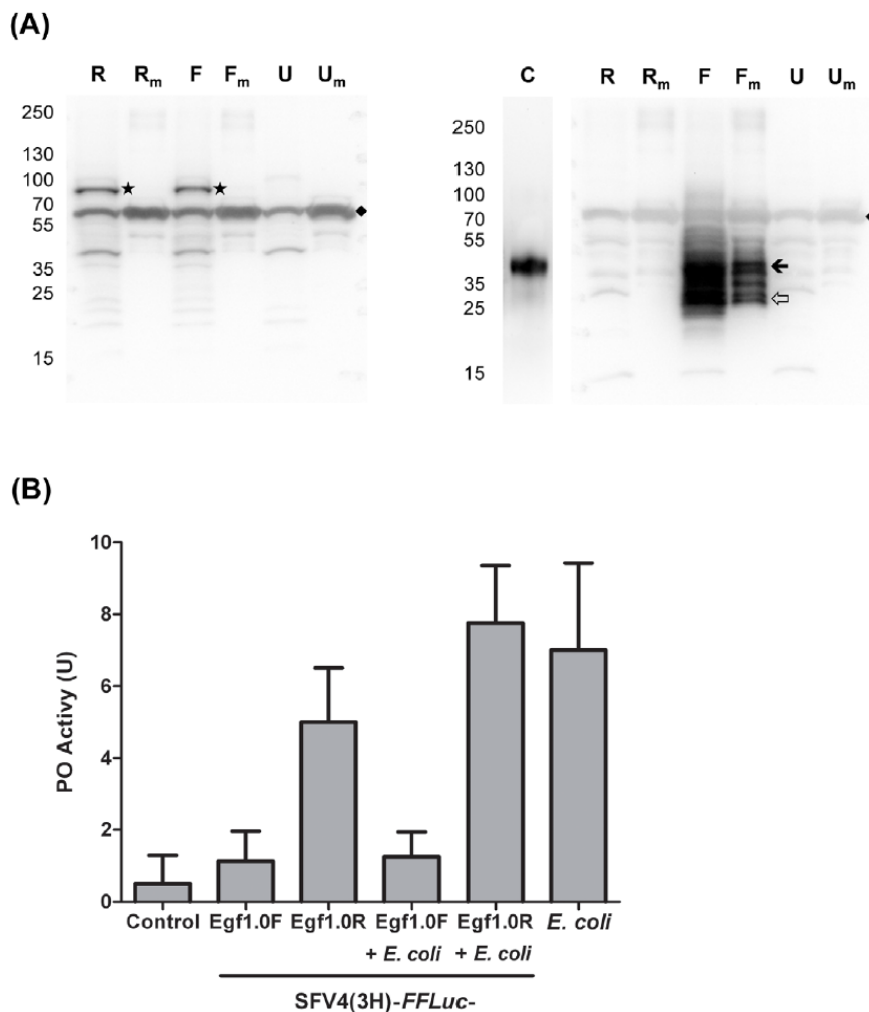 (A)
R Rm F Fm U Um
250
130
100
70
55
35
25
15
C R Rm F Fm U Um
250
130
100
70
55
35
25
15
(B)
PO Activy (U)
10
8
6
4
2
0
Control Egf1.0F Egf1.0R Egf1.0F Egf1.0R E. coli
+ E. coli + E. coli
SFV4(3H)-FFLuc-